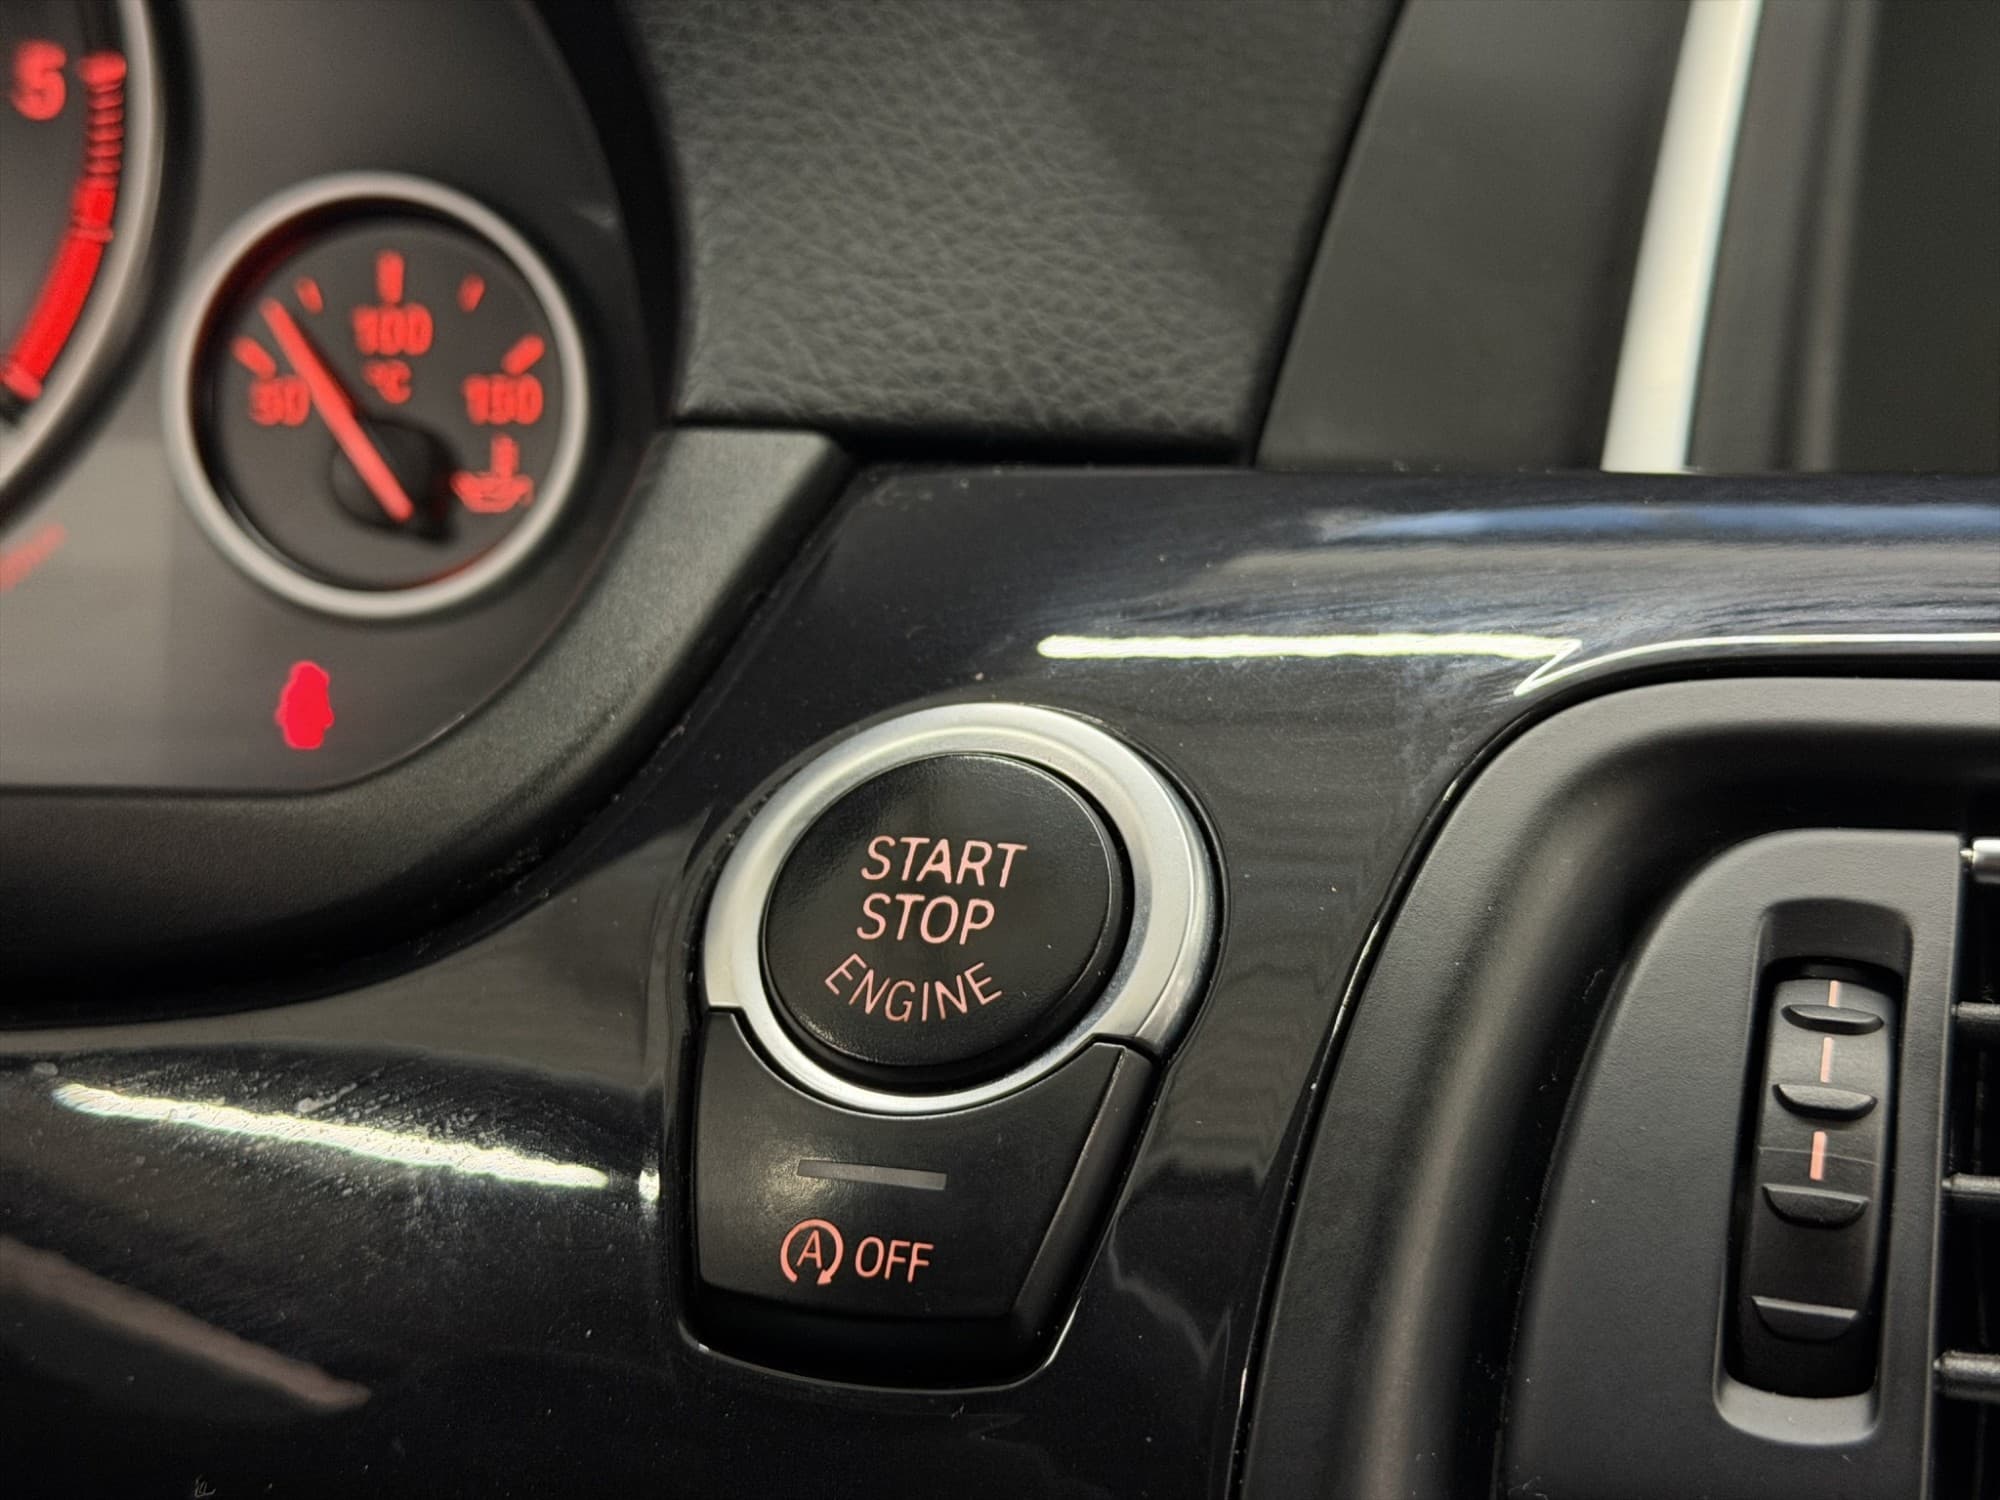 5
100
°C
50
150
START
STOP
ENGINE
A OFF